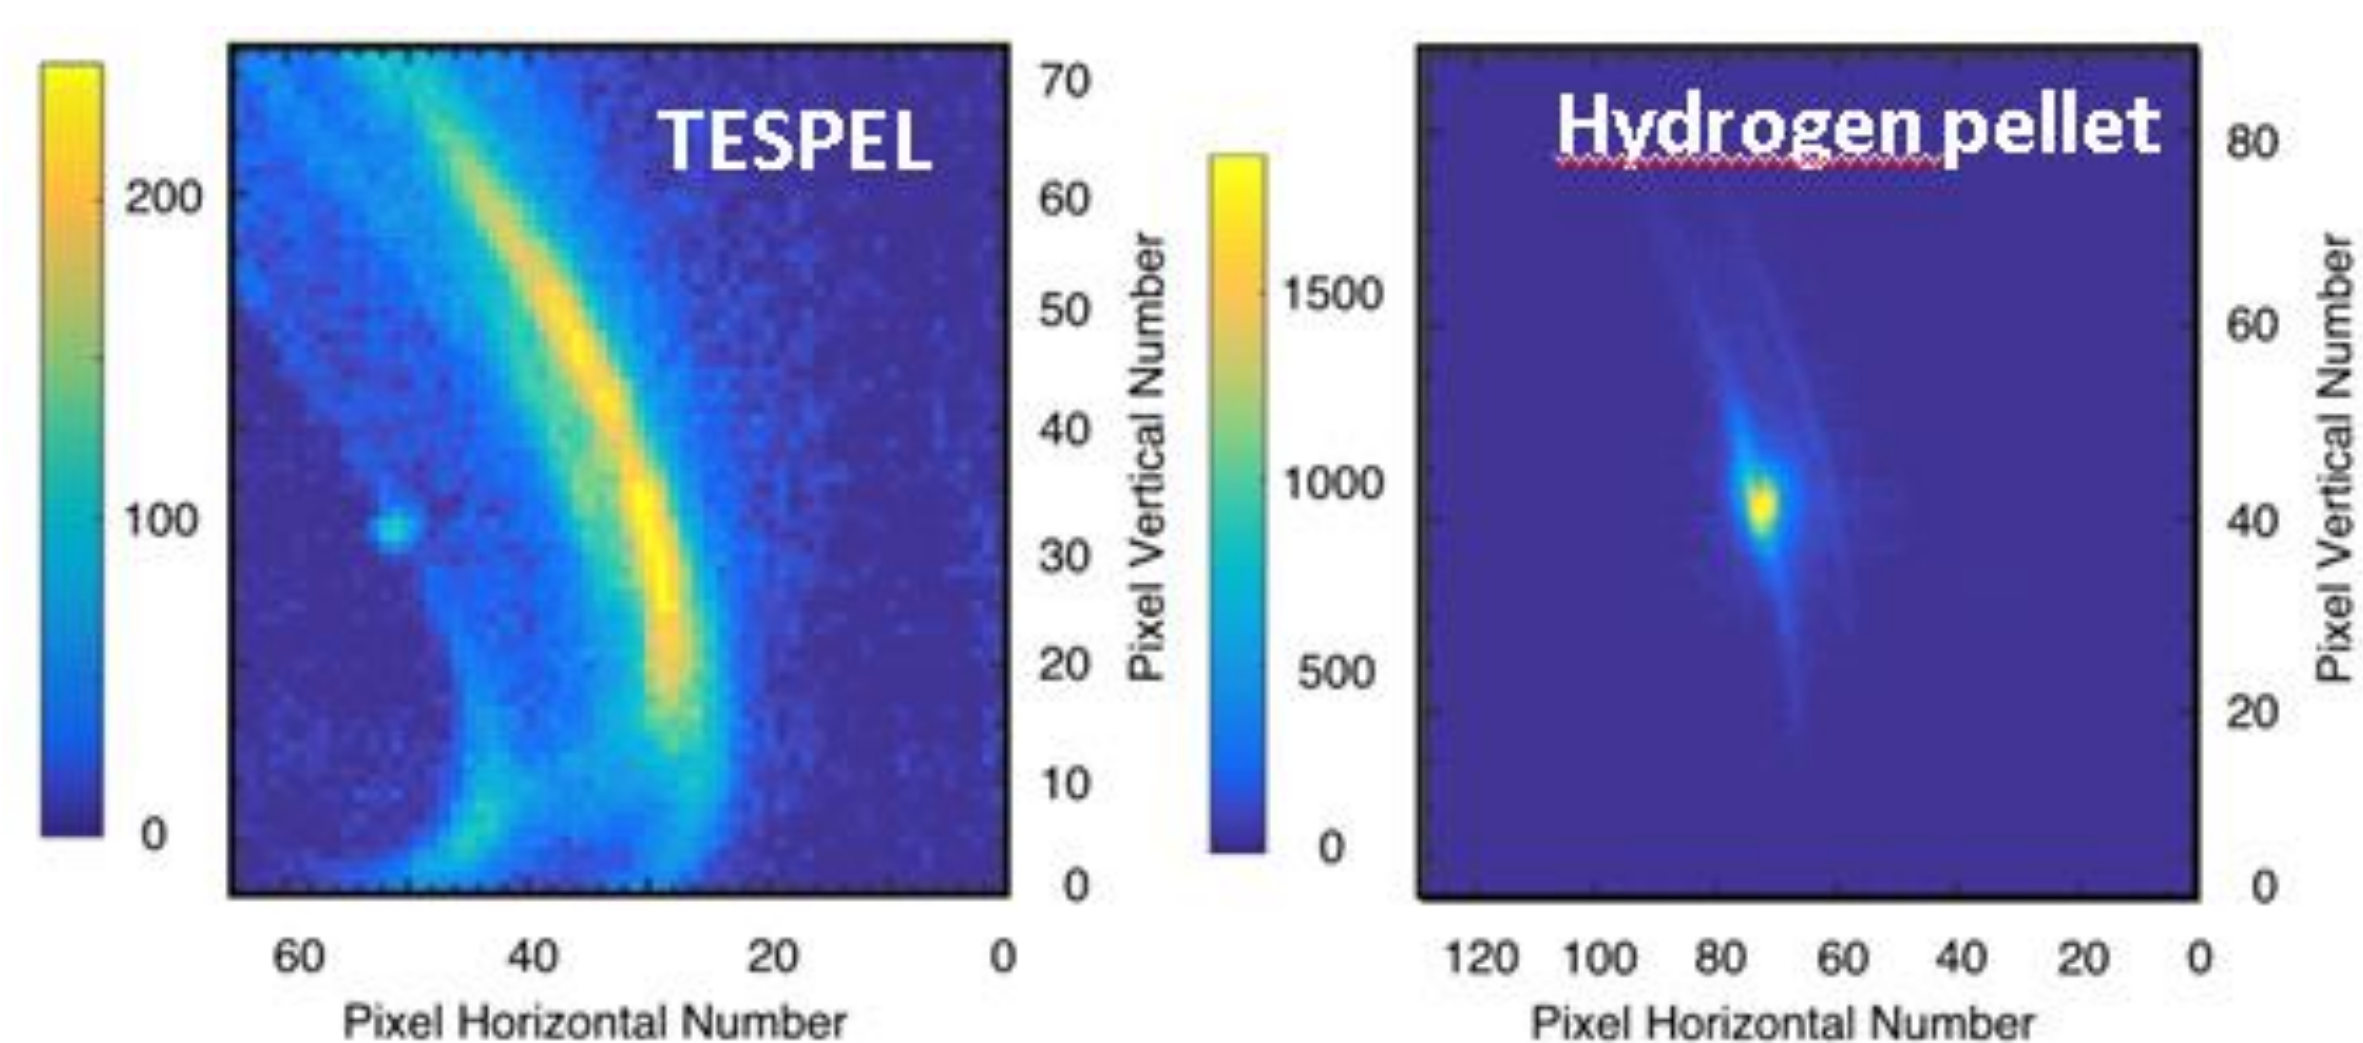 TESPEL
200
100
0
70
60
50
40
30
20
10
0
Pixel Vertical Number
60 40 20 0
Pixel Horizontal Number
Hydrogen pellet
1500
1000
500
0
80
60
40
20
0
Pixel Vertical Number
120 100 80 60 40 20 0
Pixel Horizontal Number